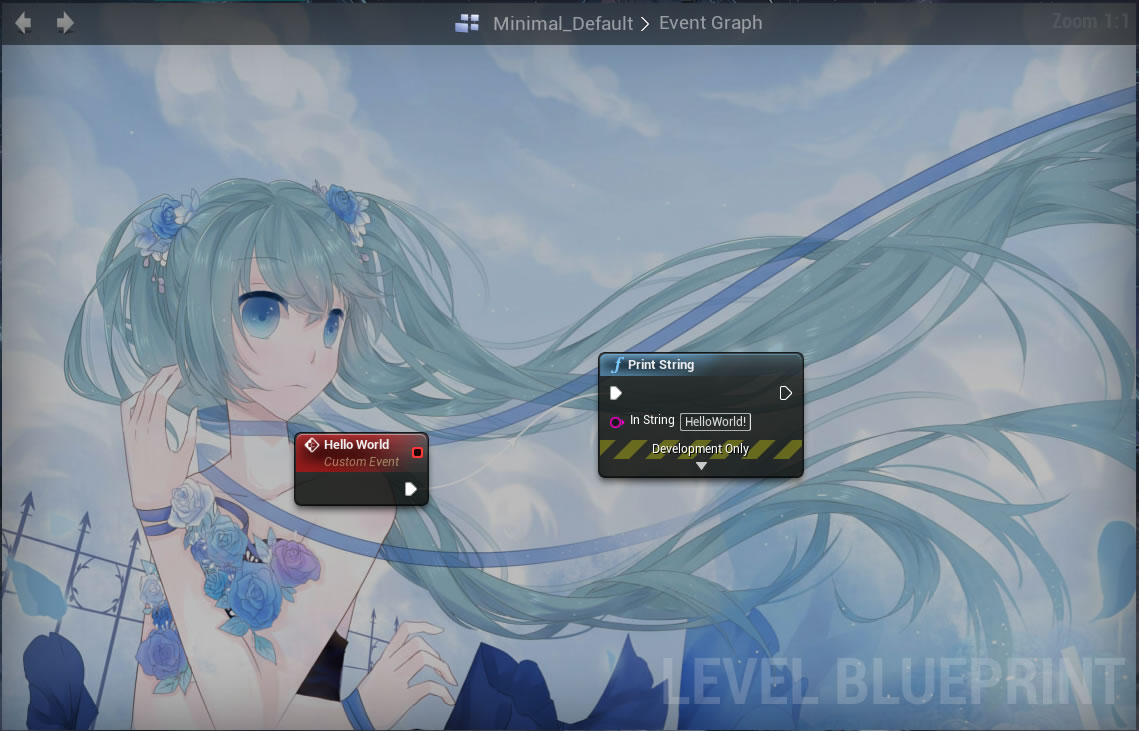 Minimal_Default > Event Graph
Zoom 1:1
Print String
In String HelloWorld!
Development Only
Hello World
Custom Event
LEVEL BLUEPRINT